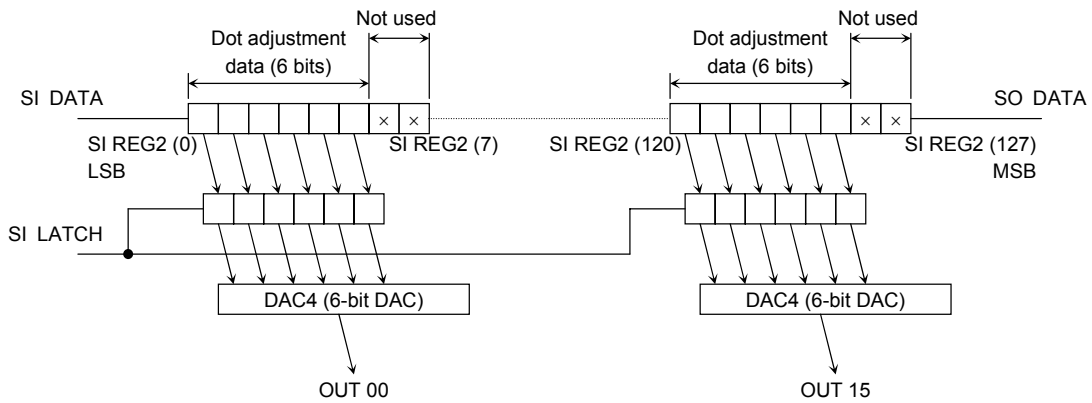 Not used
Not used
Dot adjustment
data (6 bits)
Dot adjustment
data (6 bits)
SI DATA
SO DATA
× ×
× ×
SI REG2 (0)
LSB
SI REG2 (7)
SI REG2 (120)
SI REG2 (127)
MSB
SI LATCH
DAC4 (6-bit DAC)
DAC4 (6-bit DAC)
OUT 00
OUT 15